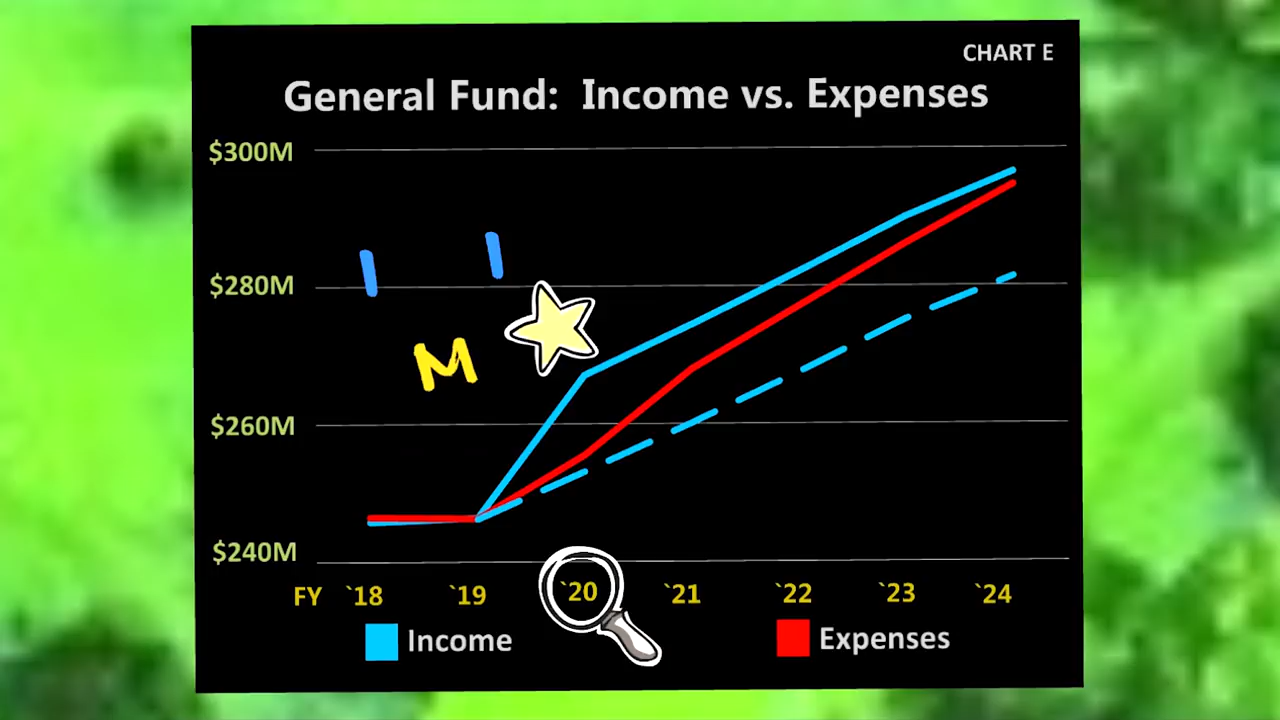 CHART E
General Fund: Income vs. Expenses
$300M
$280M
M
$260M
$240M
FY `18 `19 `20 `21 `22 `23 `24
Income Expenses